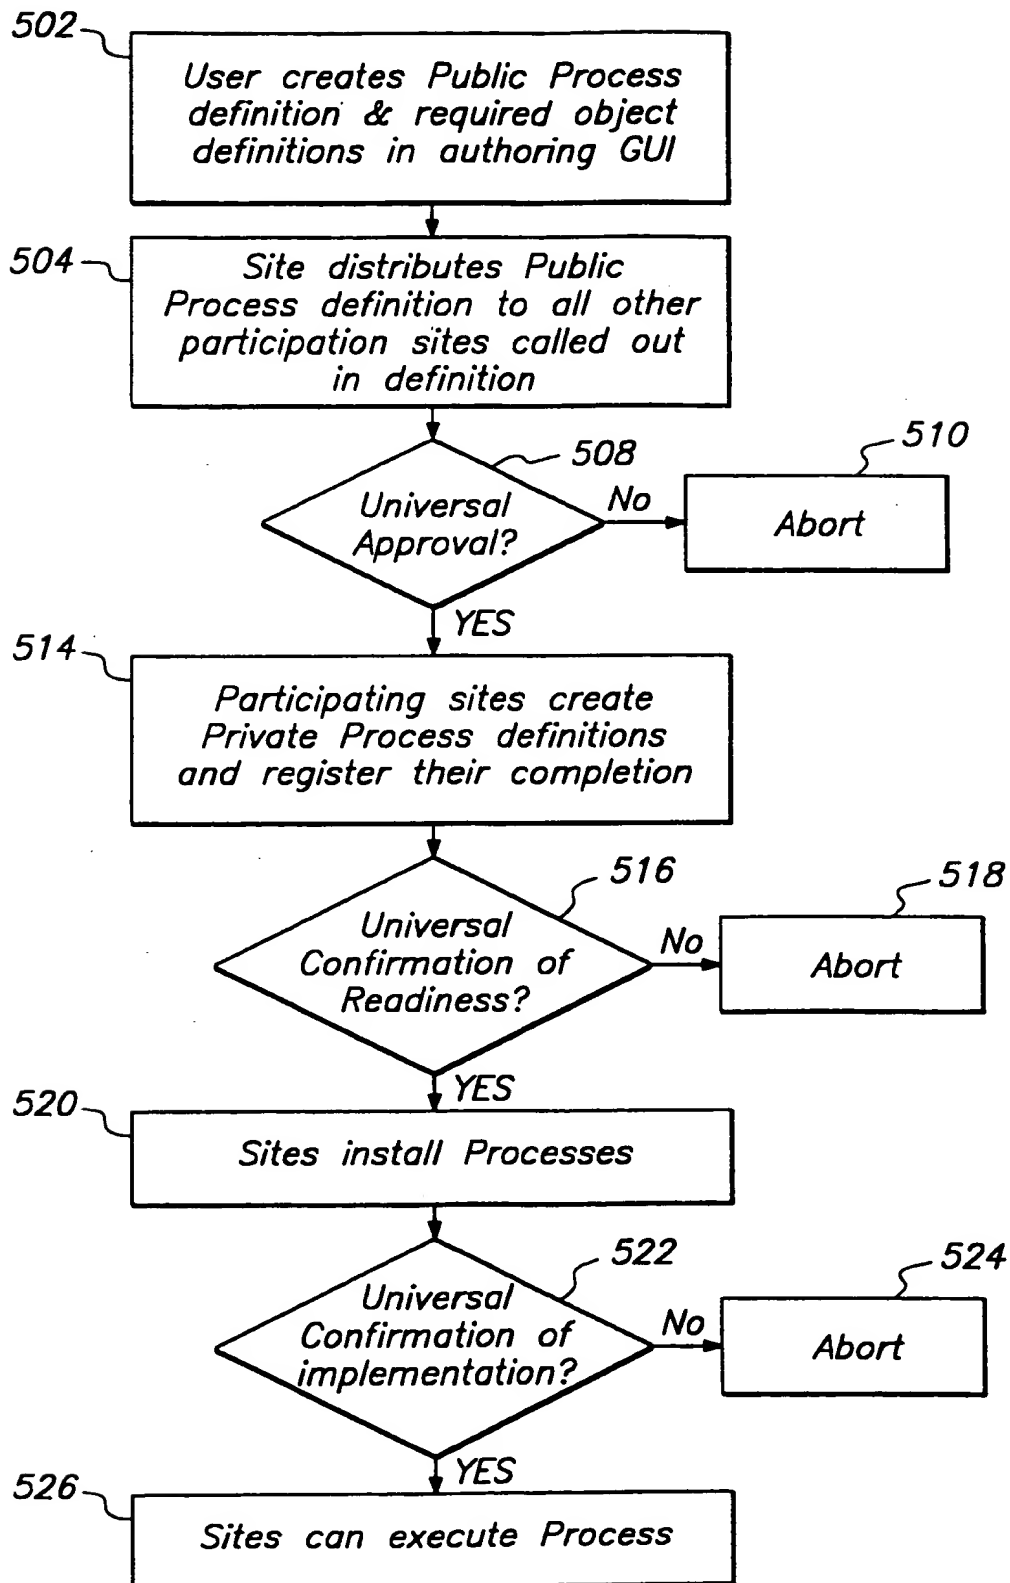 502
User creates Public Process
definition & required object
definitions in authoring GUI
504
Site distributes Public
Process definition to all other
participation sites called out
in definition
508
510
Universal
Approval?
No
Abort
YES
514
Participating sites create
Private Process definitions
and register their completion
516
518
Universal
Confirmation of
Readiness?
No
Abort
YES
520
Sites install Processes
522
524
Universal
Confirmation of
implementation?
No
Abort
YES
526
Sites can execute Process